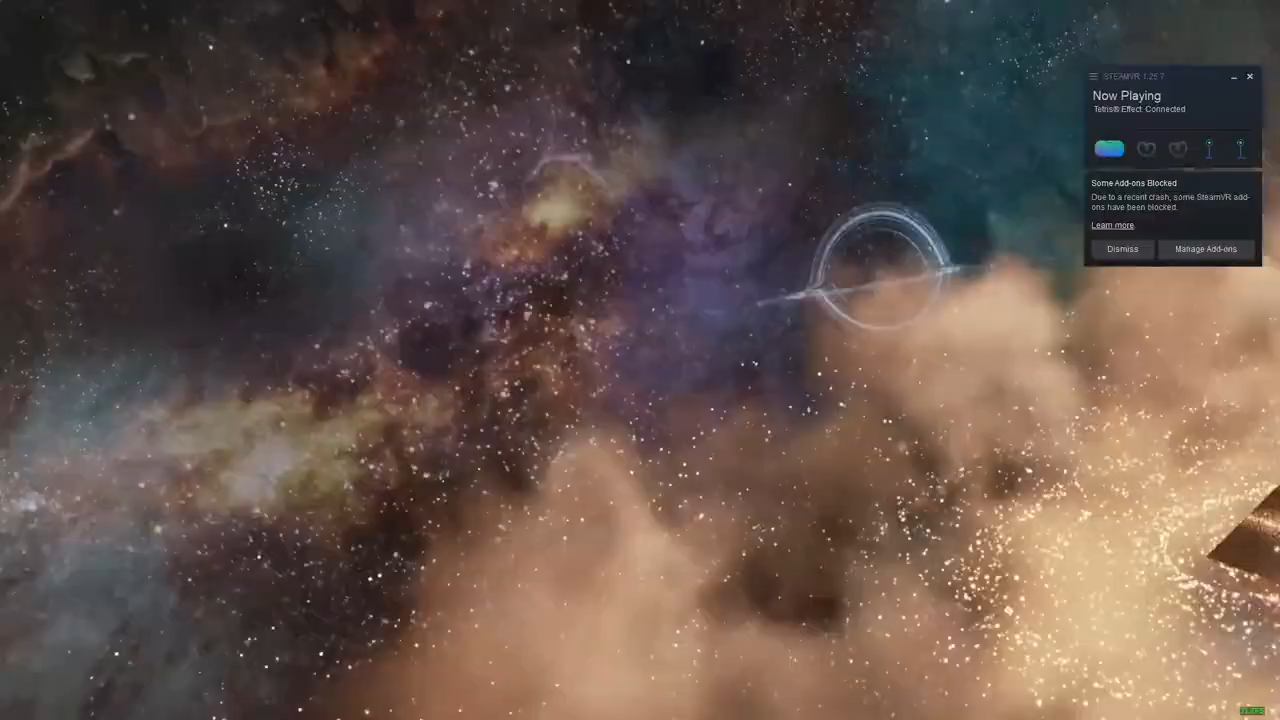 STEAMVR 1.25.7
Now Playing
Tetris® Effect: Connected
Some Add-ons Blocked
Due to a recent crash, some SteamVR add-
ons have been blocked.
Learn more
Dismiss
Manage Add-ons